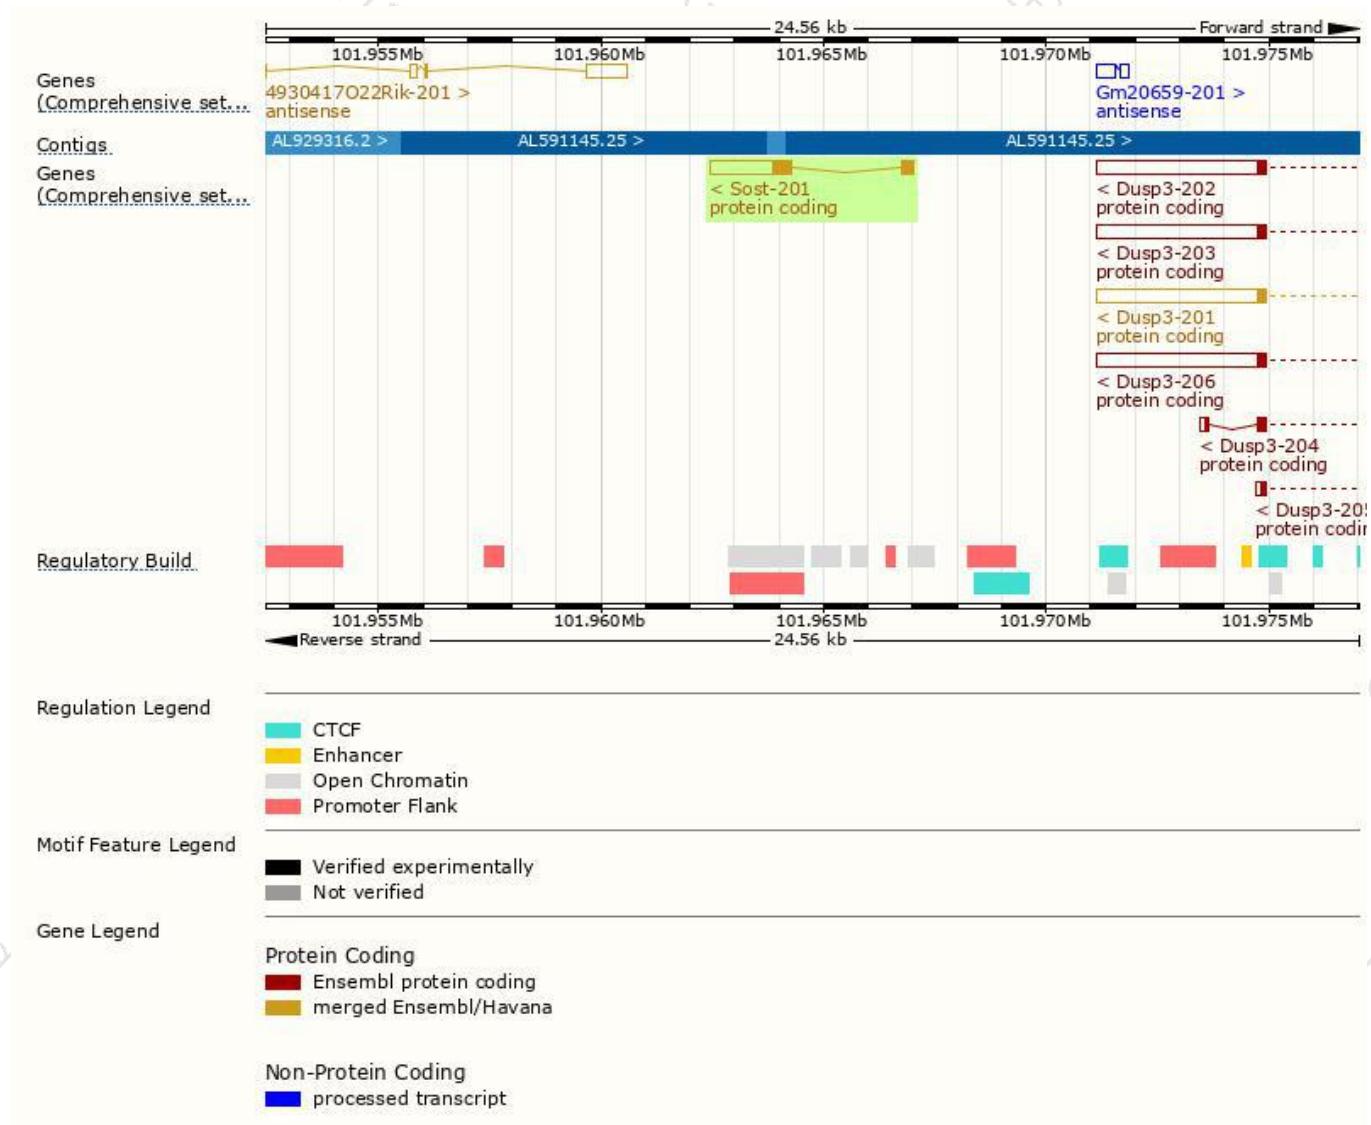 24.56 kb
Forward strand
101.955Mb 101.960Mb 101.965Mb 101.970Mb 101.975Mb
Genes
(Comprehensive set...
4930417O22Rik-201 >
antisense
Gm20659-201 >
antisense
Contigs
AL929316.2 > AL591145.25 > AL591145.25 >
Genes
(Comprehensive set...
< Sost-201
protein coding
< Dusp3-202
protein coding
< Dusp3-203
protein coding
< Dusp3-201
protein coding
< Dusp3-206
protein coding
< Dusp3-204
protein coding
< Dusp3-20
protein codin
Regulatory Build
101.955Mb 101.960Mb 101.965Mb 101.970Mb 101.975Mb
Reverse strand
24.56 kb
Regulation Legend
CTCF
Enhancer
Open Chromatin
Promoter Flank
Motif Feature Legend
Verified experimentally
Not verified
Gene Legend
Protein Coding
Ensembl protein coding
merged Ensembl/Havana
Non-Protein Coding
processed transcript